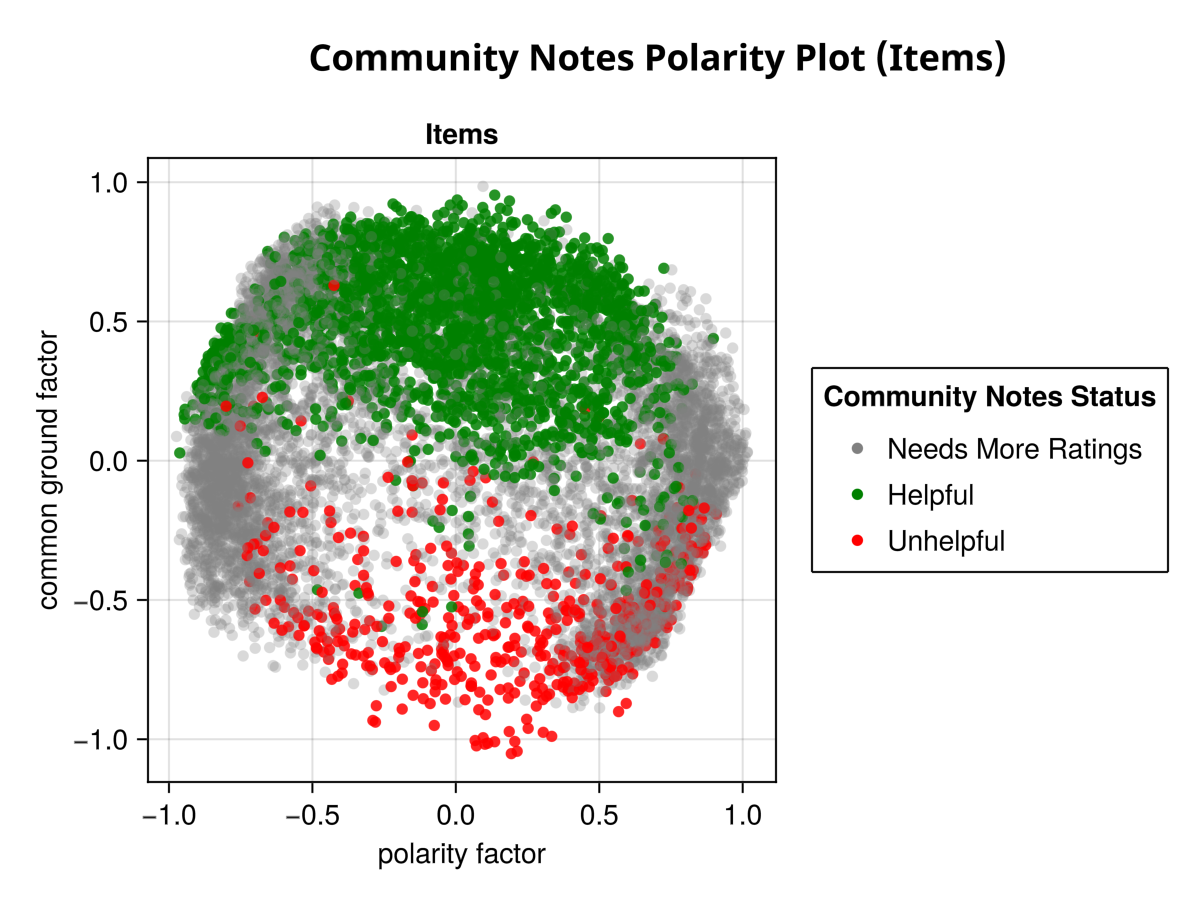 Community Notes Polarity Plot (Items)
Items
common ground factor
1.0
0.5
0.0
−0.5
−1.0
−1.0 −0.5 0.0 0.5 1.0
polarity factor
Community Notes Status
Needs More Ratings
Helpful
Unhelpful